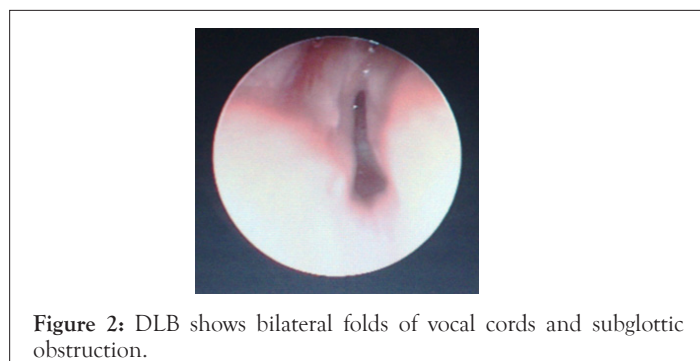 Figure 2: DLB shows bilateral folds of vocal cords and subglottic
obstruction.